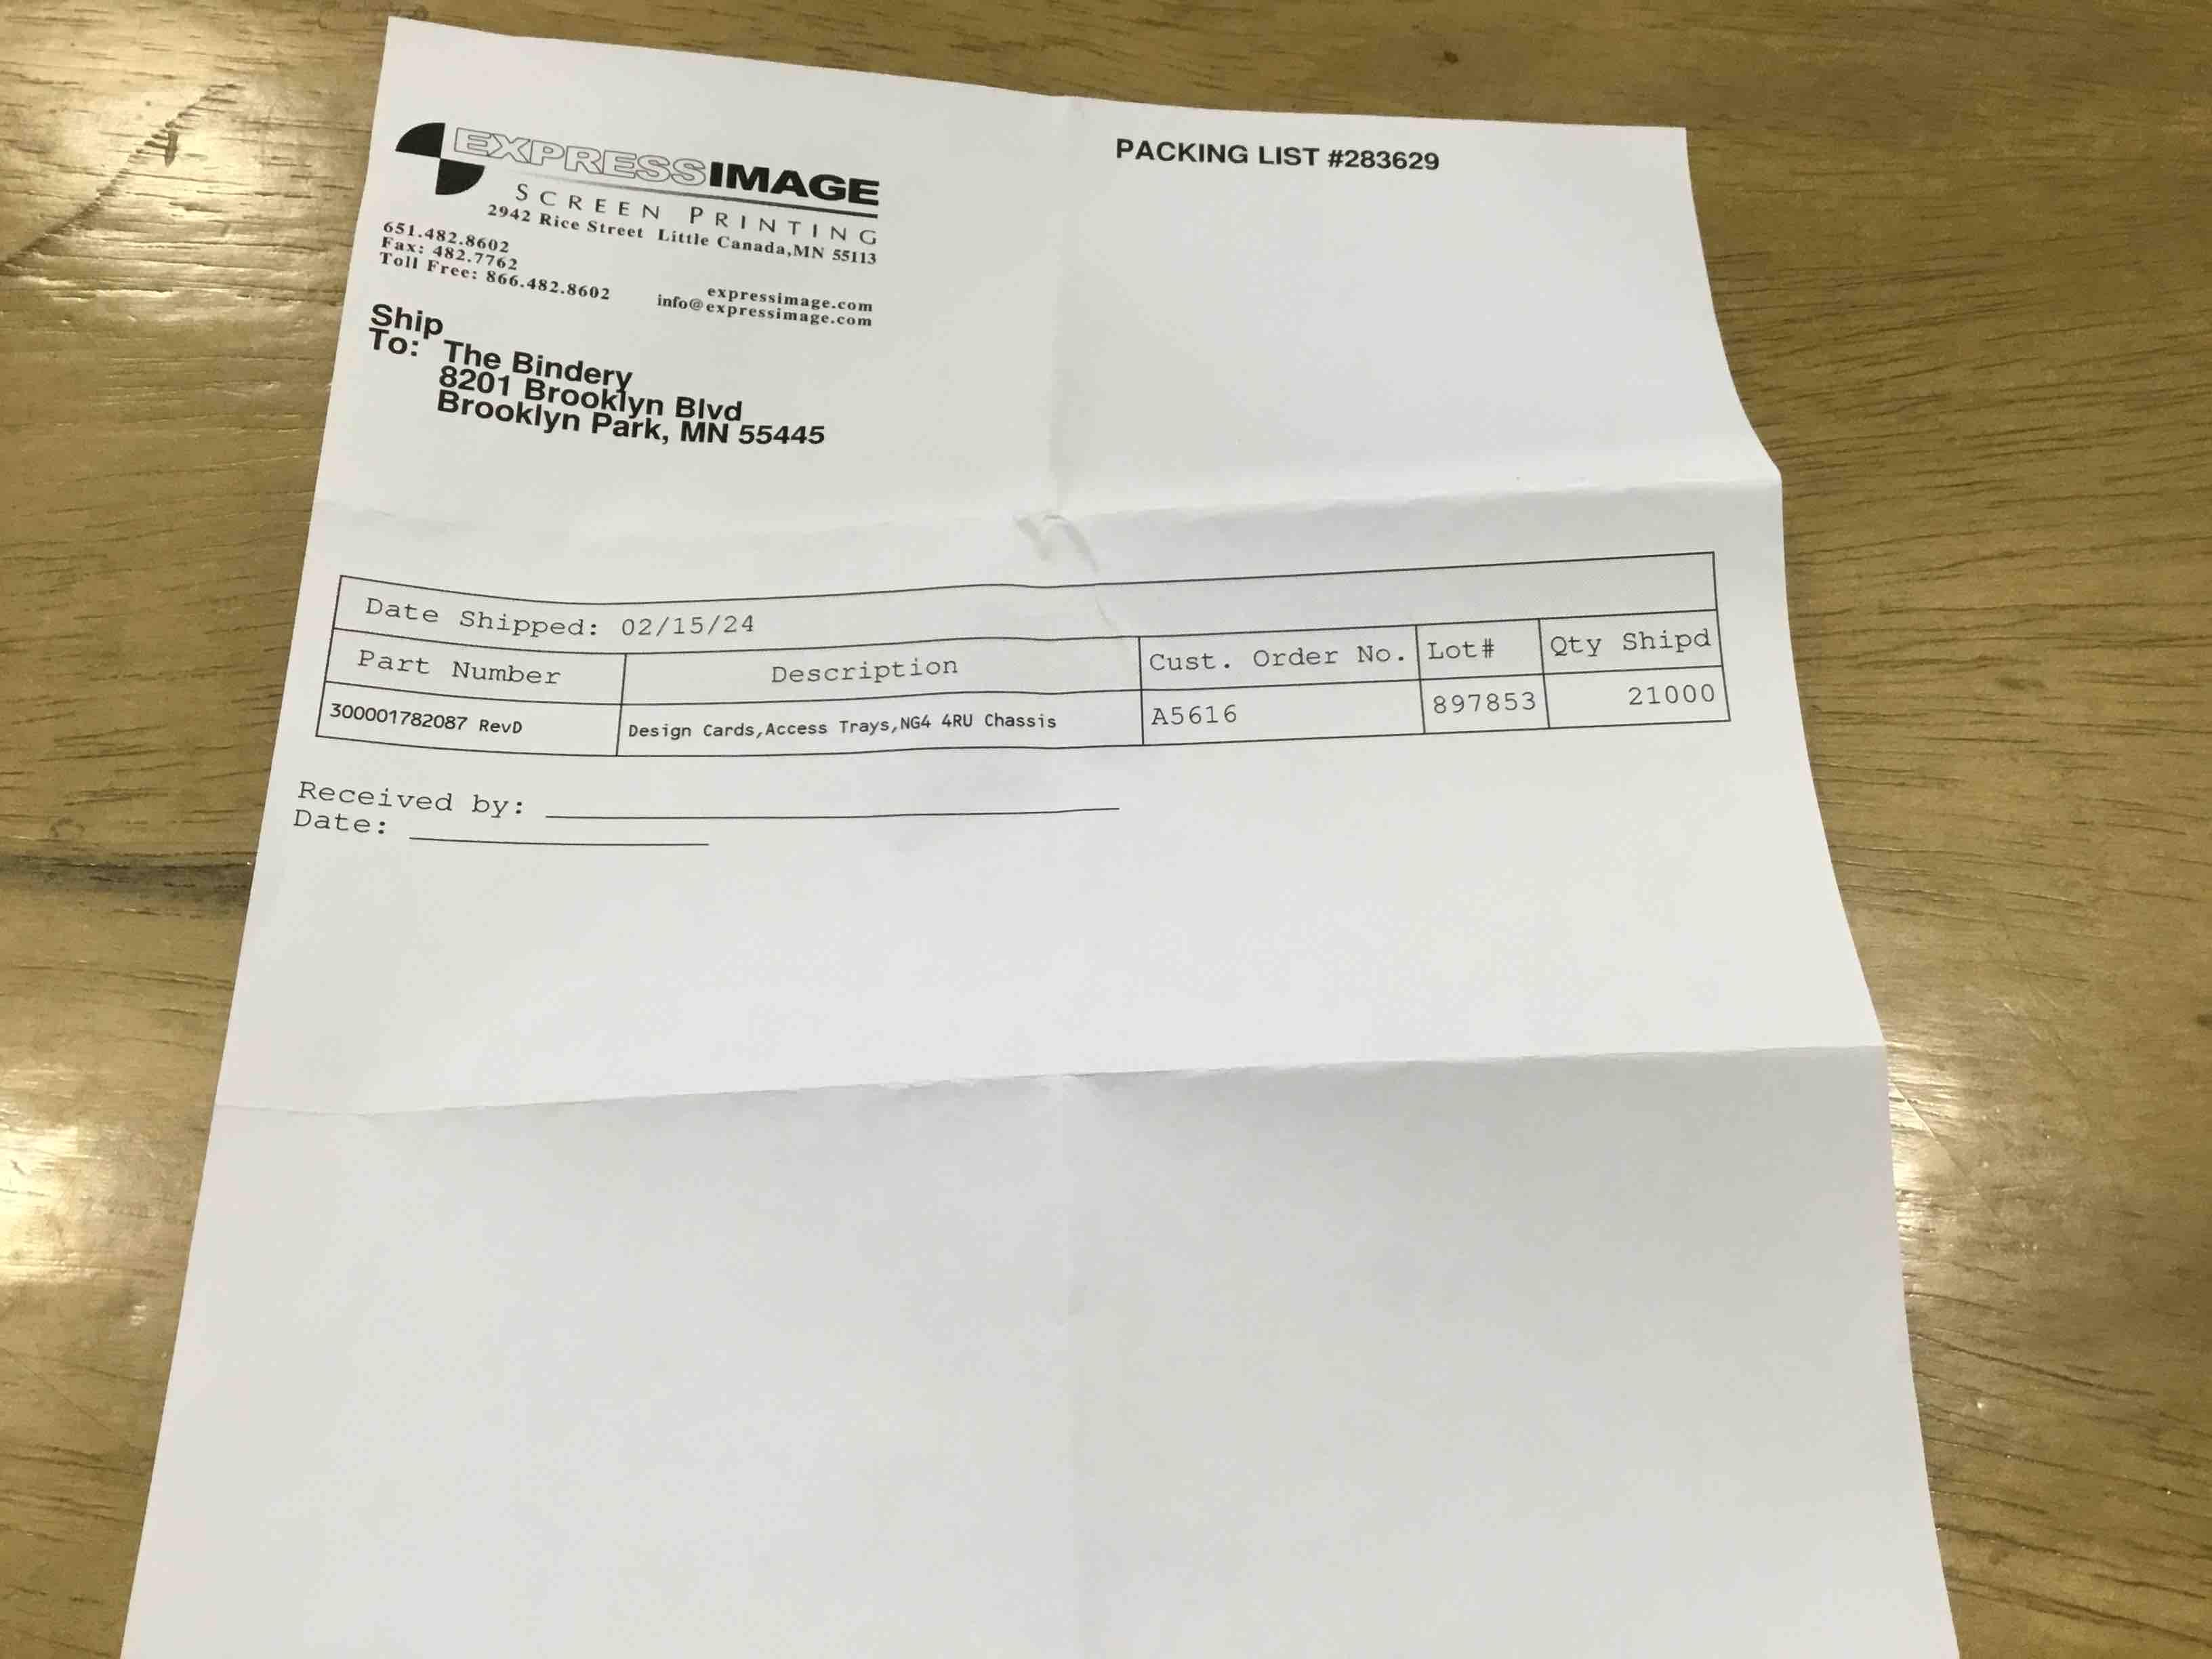 EXPRESSIMAGE
SCREEN PRINTING
2942 Rice Street Little Canada,MN 55113
651.482.8602
Fax: 482.7762
Toll Free: 866.482.8602
expressimage.com
info@expressimage.com
PACKING LIST #283629
Ship
To: The Bindery
8201 Brooklyn Blvd
Brooklyn Park, MN 55445
Date Shipped: 02/15/24
Part Number Description Cust. Order No. Lot# Qty Shipd
300001782087 RevD Design Cards,Access Trays,NG4 4RU Chassis A5616 897853 21000
Received by:
Date: